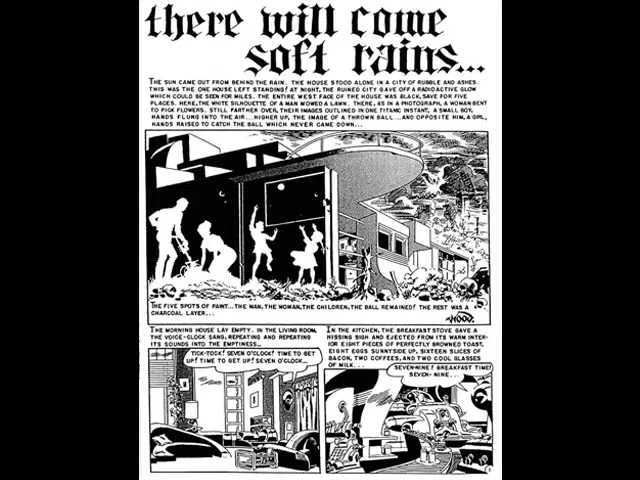 there will come
soft rains...
THE SUN CAME OUT FROM BEHIND THE RAIN. THE HOUSE STOOD ALONE IN A CITY OF RUBBLE AND ASHES.
THIS WAS THE ONE HOUSE LEFT STANDING! AT NIGHT, THE RUINED CITY GAVE OFF A RADIOACTIVE GLOW
WHICH COULD BE SEEN FOR MILES. THE ENTIRE WEST FACE OF THE HOUSE WAS BLACK, SAVE FOR FIVE
PLACES. HERE, THE WHITE SILHOUETTE OF A MAN MOWED A LAWN. THERE, AS IN A PHOTOGRAPH, A WOMAN BENT
TO PICK FLOWERS. STILL FARTHER OVER, THEIR IMAGES OUTLINED IN ONE TITANIC INSTANT, A SMALL BOY,
HANDS FLUNG INTO THE AIR...HIGHER UP, THE IMAGE OF A THROWN BALL...AND OPPOSITE HIM, A GIRL,
HANDS RAISED TO CATCH THE BALL WHICH NEVER CAME DOWN...
THE FIVE SPOTS OF PAINT...THE MAN, THE WOMAN, THE CHILDREN, THE BALL REMAINED! THE REST WAS A
CHARCOAL LAYER...
WOOD.
THE MORNING HOUSE LAY EMPTY. IN THE LIVING ROOM,
THE VOICE-CLOCK SANG, REPEATING AND REPEATING
ITS SOUNDS INTO THE EMPTINESS..
TICK-TOCK! SEVEN O'CLOCK! TIME TO GET
UP! TIME TO GET UP! SEVEN O'CLOCK...
IN THE KITCHEN, THE BREAKFAST STOVE GAVE A
HISSING SIGH AND EJECTED FROM ITS WARM INTER-
IOR EIGHT PIECES OF PERFECTLY BROWNED TOAST,
EIGHT EGGS SUNNYSIDE UP, SIXTEEN SLICES OF
BACON, TWO COFFEES, AND TWO COOL GLASSES
OF MILK...
SEVEN-NINE! BREAKFAST TIME!
SEVEN-NINE...